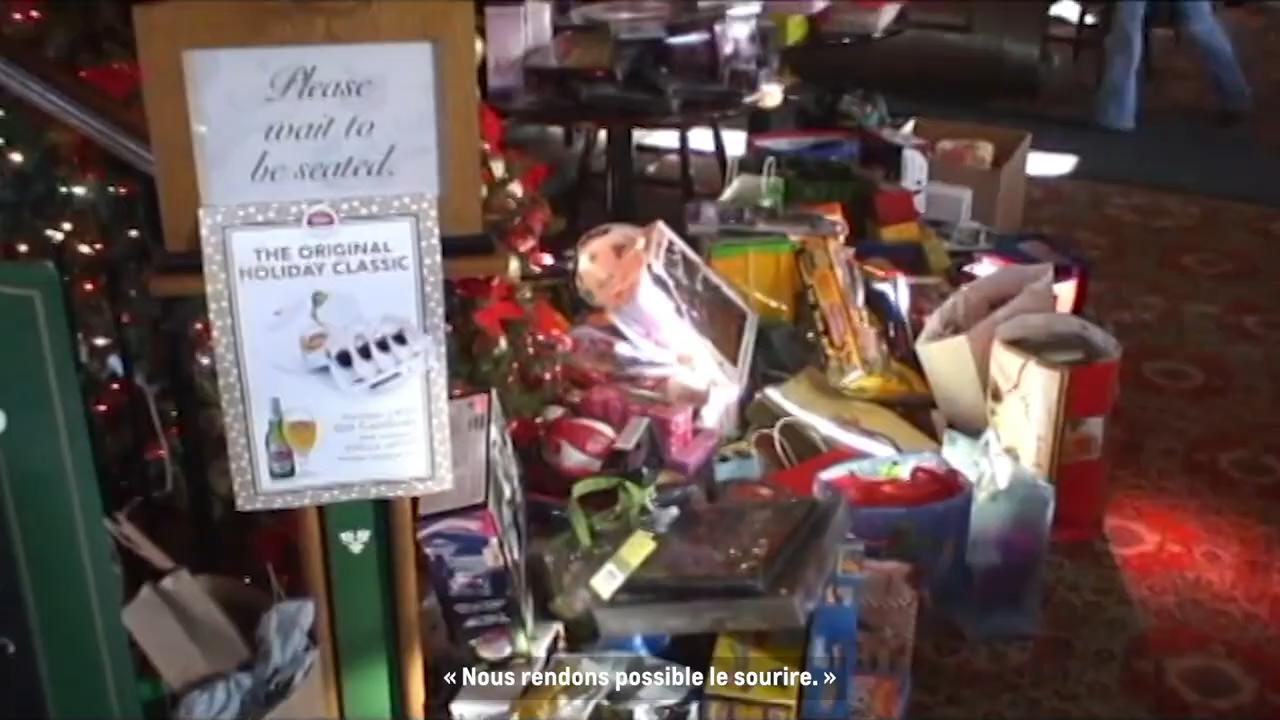 Please
wait to
be seated.
THE ORIGINAL
HOLIDAY CLASSIC
« Nous rendons possible le sourire. »